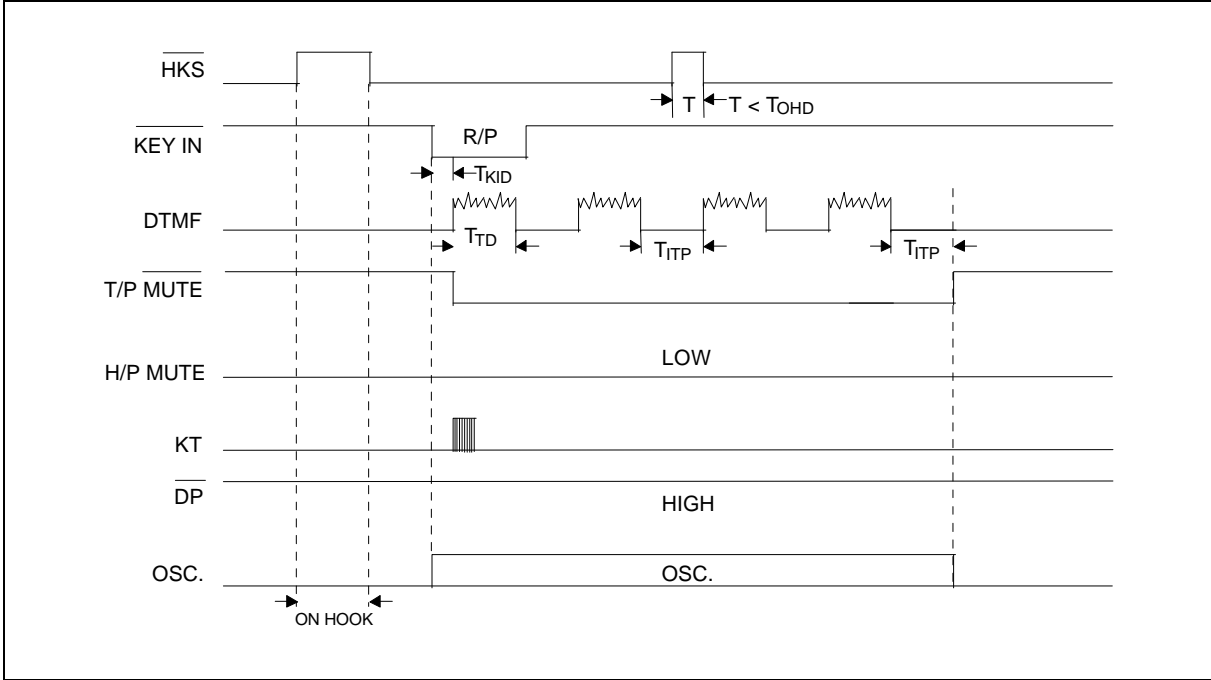 HKS
T T < TOHD
KEY IN
R/P
TKID
DTMF
TTD
TITP
TITP
T/P MUTE
LOW
H/P MUTE
KT
DP
HIGH
OSC.
OSC.
ON HOOK